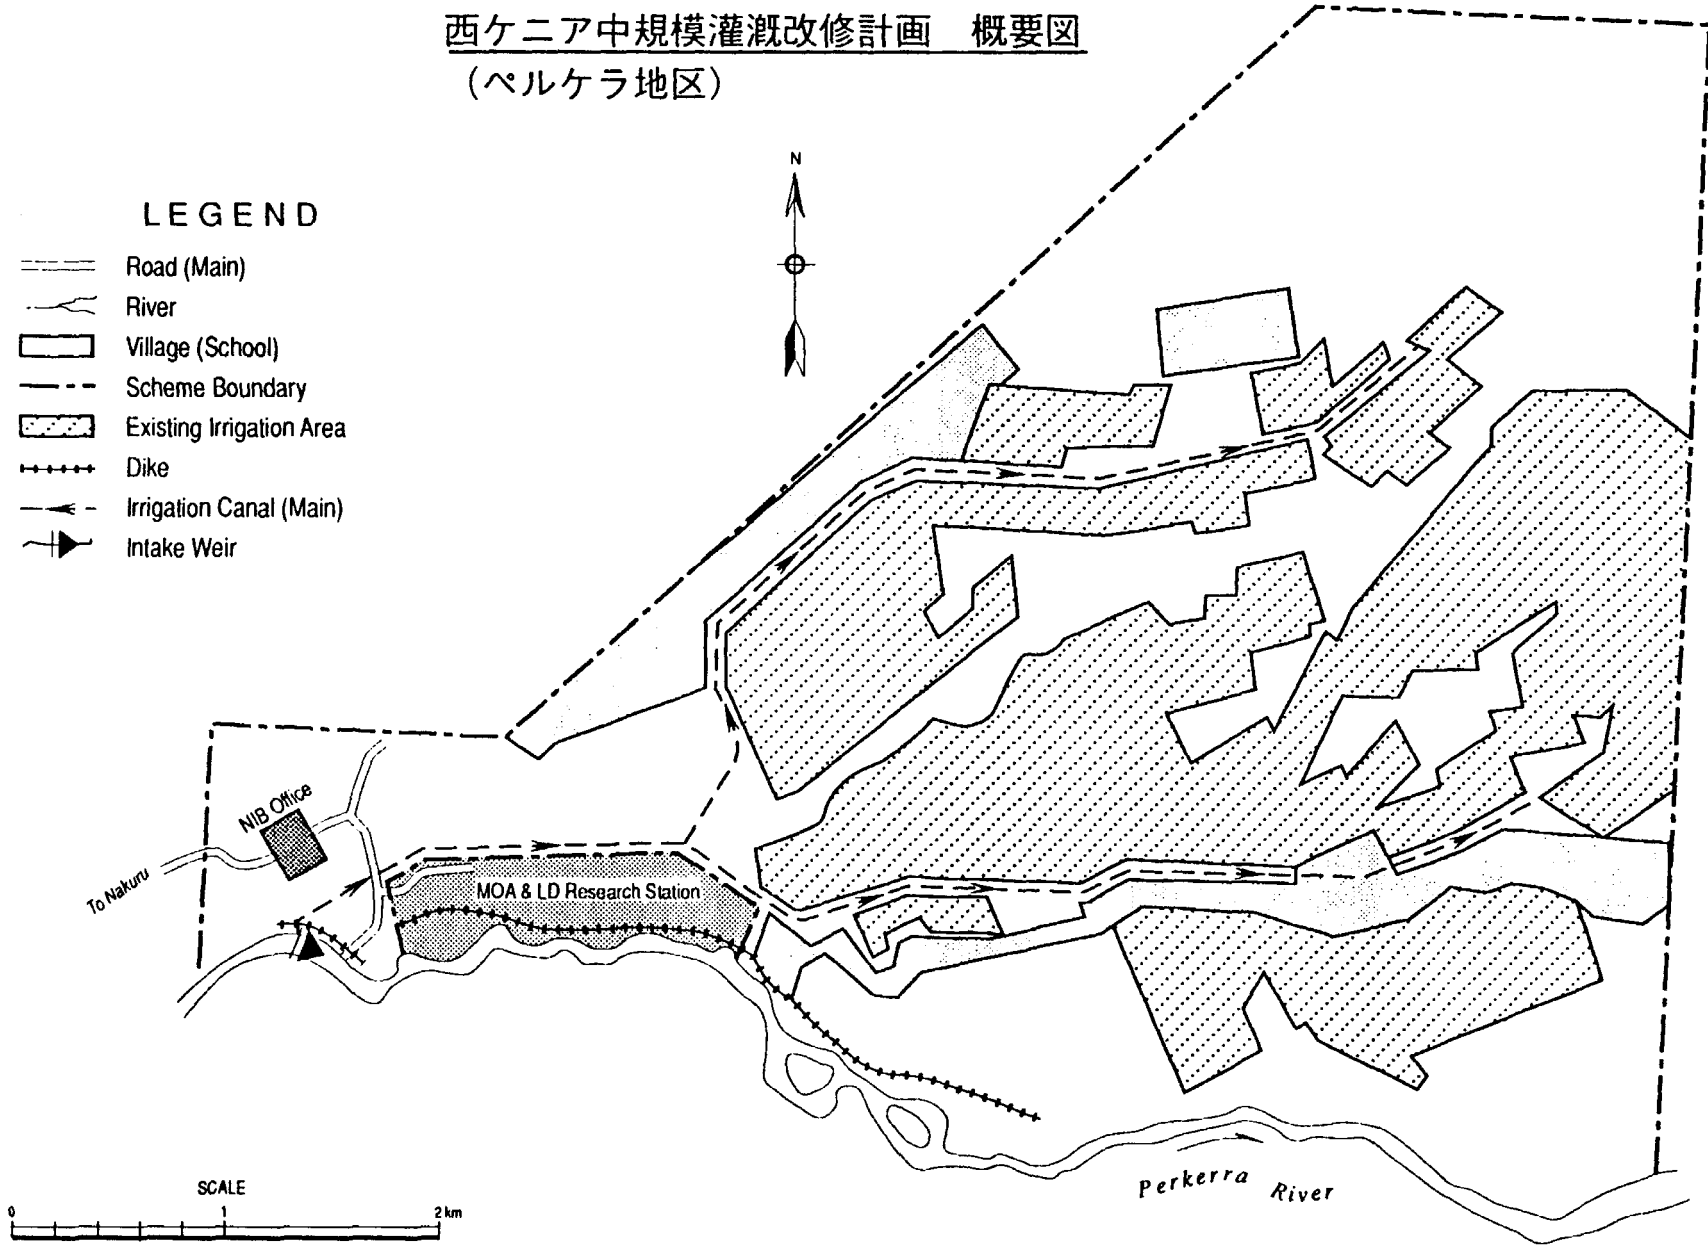 西ケニア中規模灌漑改修計画　概要図
（ペルケラ地区）
N
LEGEND
Road (Main)
River
Village (School)
Scheme Boundary
Existing Irrigation Area
Dike
Irrigation Canal (Main)
Intake Weir
NIB Office
To Nakuru
MOA & LD Research Station
Perkerra River
SCALE
0 1 2 km